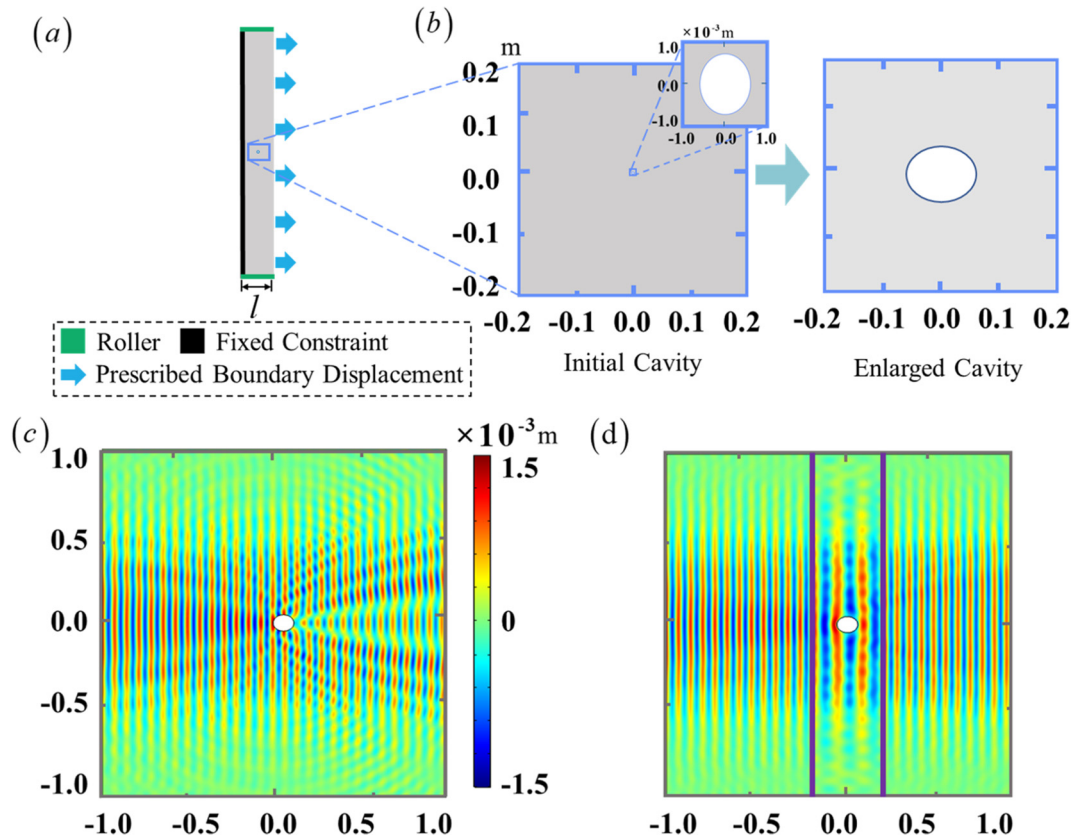 (a)
l
Roller Fixed Constraint
Prescribed Boundary Displacement
(b)
m
0.2
0.1
0.0
-0.1
-0.2
-0.2 -0.1 0.0 0.1 0.2
Initial Cavity
×10⁻³m
1.0
0.0
-1.0
-1.0 0.0 1.0
-0.2 -0.1 0.0 0.1 0.2
Enlarged Cavity
(c)
1.0
0.5
0.0
-0.5
-1.0
-1.0 -0.5 0.0 0.5 1.0
×10⁻³m
1.5
0
-1.5
(d)
-1.0 -0.5 0.0 0.5 1.0